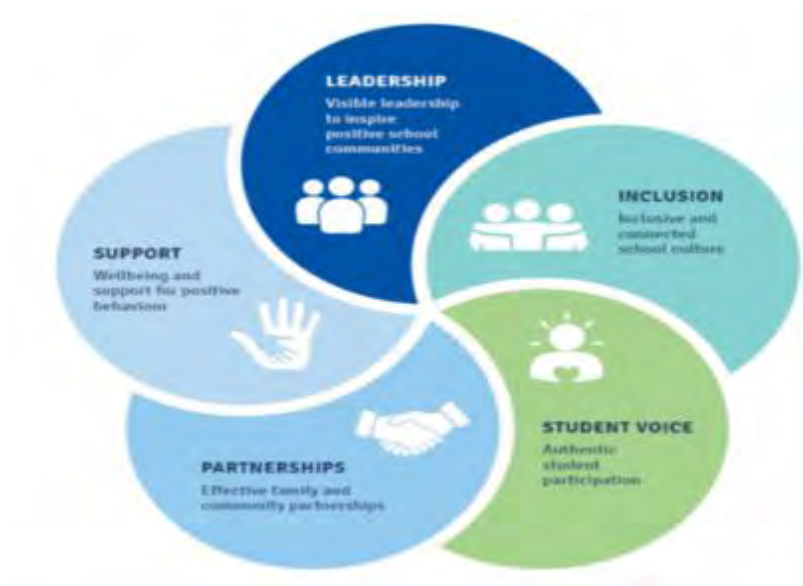 LEADERSHIP
Visible leadership
to inspire
positive school
communities
INCLUSION
Inclusive and
connected
school culture
STUDENT VOICE
Authentic
student
participation
PARTNERSHIPS
Effective family and
community partnerships
SUPPORT
Wellbeing and
support for positive
behaviour